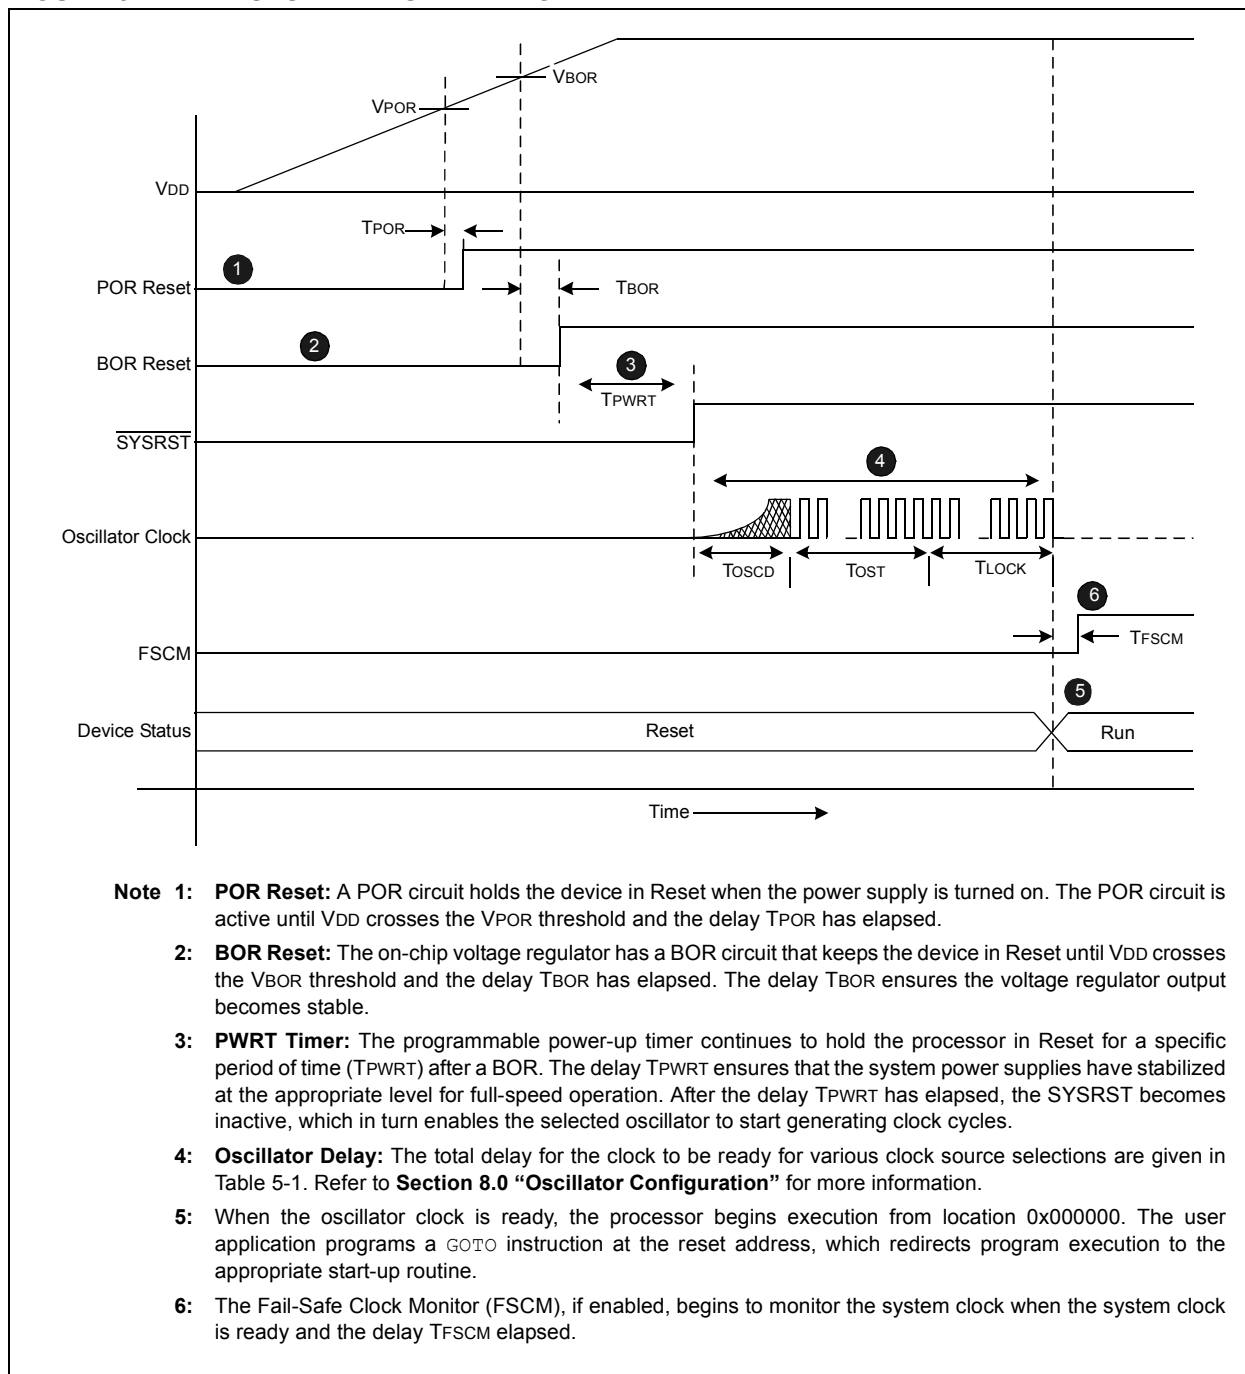 VBOR
VPOR
VDD
TPOR
1
POR Reset
TBOR
2
BOR Reset
3
TPWRT
SYSRST
4
Oscillator Clock
TOSCD
TOST
TLOCK
6
FSCM
TFSCM
5
Device Status
Reset
Run
Time
Note 1: POR Reset: A POR circuit holds the device in Reset when the power supply is turned on. The POR circuit is
active until VDD crosses the VPOR threshold and the delay TPOR has elapsed.
2: BOR Reset: The on-chip voltage regulator has a BOR circuit that keeps the device in Reset until VDD crosses
the VBOR threshold and the delay TBOR has elapsed. The delay TBOR ensures the voltage regulator output
becomes stable.
3: PWRT Timer: The programmable power-up timer continues to hold the processor in Reset for a specific
period of time (TPWRT) after a BOR. The delay TPWRT ensures that the system power supplies have stabilized
at the appropriate level for full-speed operation. After the delay TPWRT has elapsed, the SYSRST becomes
inactive, which in turn enables the selected oscillator to start generating clock cycles.
4: Oscillator Delay: The total delay for the clock to be ready for various clock source selections are given in
Table 5-1. Refer to Section 8.0 “Oscillator Configuration” for more information.
5: When the oscillator clock is ready, the processor begins execution from location 0x000000. The user
application programs a GOTO instruction at the reset address, which redirects program execution to the
appropriate start-up routine.
6: The Fail-Safe Clock Monitor (FSCM), if enabled, begins to monitor the system clock when the system clock
is ready and the delay TFSCM elapsed.